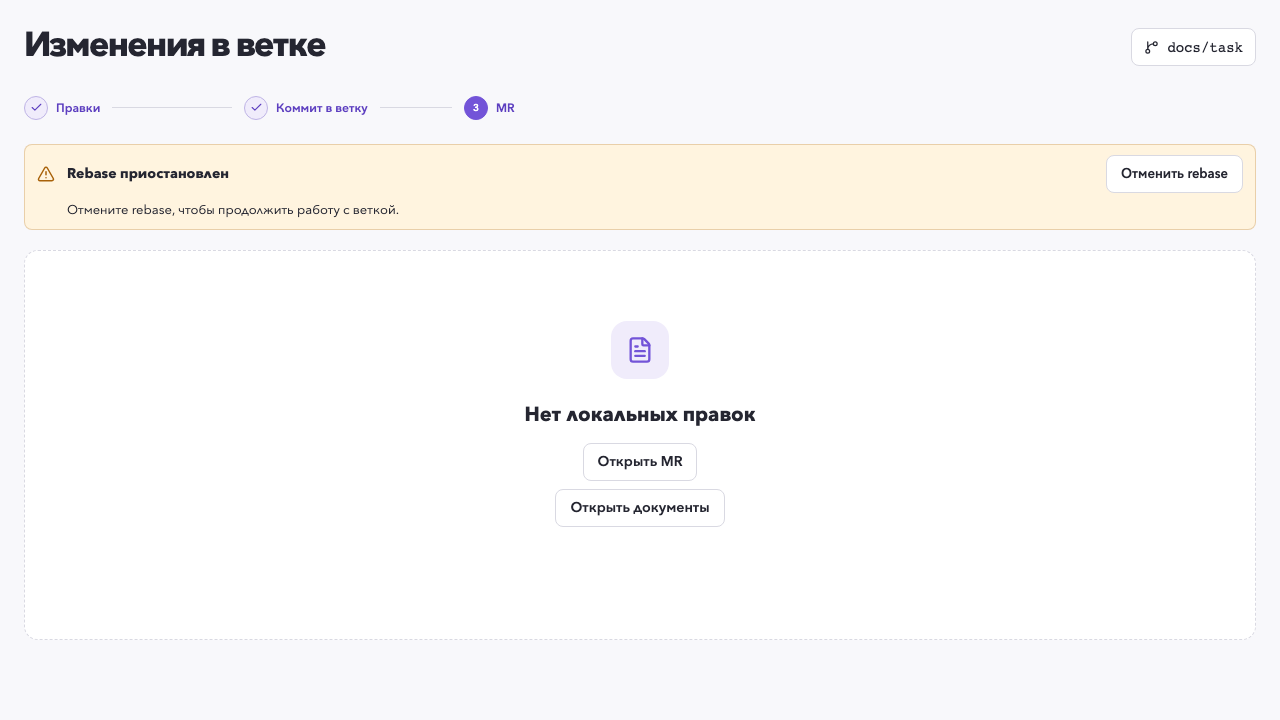 Изменения в ветке
docs/task
Правки
Коммит в ветку
3
MR
Rebase приостановлен
Отменить rebase
Отмените rebase, чтобы продолжить работу с веткой.
Нет локальных правок
Открыть MR
Открыть документы